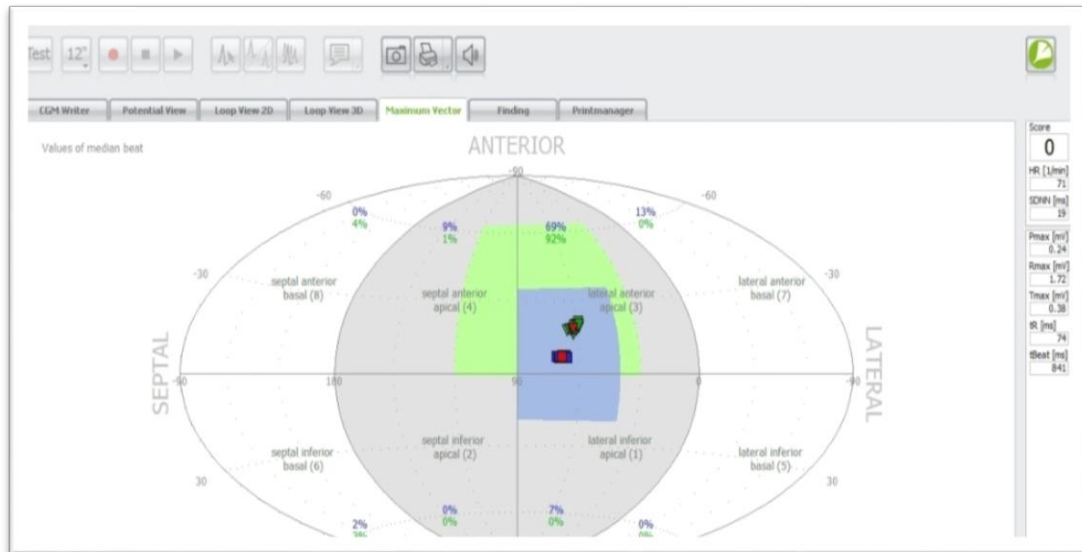 Test 12"
CGM Writer Potential View Loop View 2D Loop View 3D Maximum Vector Finding Printmanager
Values of median beat
ANTERIOR
Score
0
HR [1/min]
71
SDNN [ms]
19
Pmax [mV]
0.24
Rmax [mV]
1.72
Tmax [mV]
0.38
tR [ms]
74
tBeat [ms]
841
-90
-60 -60
0% 9% 69% 13%
4% 1% 92% 0%
-30 -30
septal anterior
basal (8)
septal anterior
apical (4)
lateral anterior
apical (3)
lateral anterior
basal (7)
SEPTAL
LATERAL
-90 180 90 0 -90
septal inferior
basal (6)
septal inferior
apical (2)
lateral inferior
apical (1)
lateral inferior
basal (5)
30 30
2% 0% 7% 0%
0% 0%